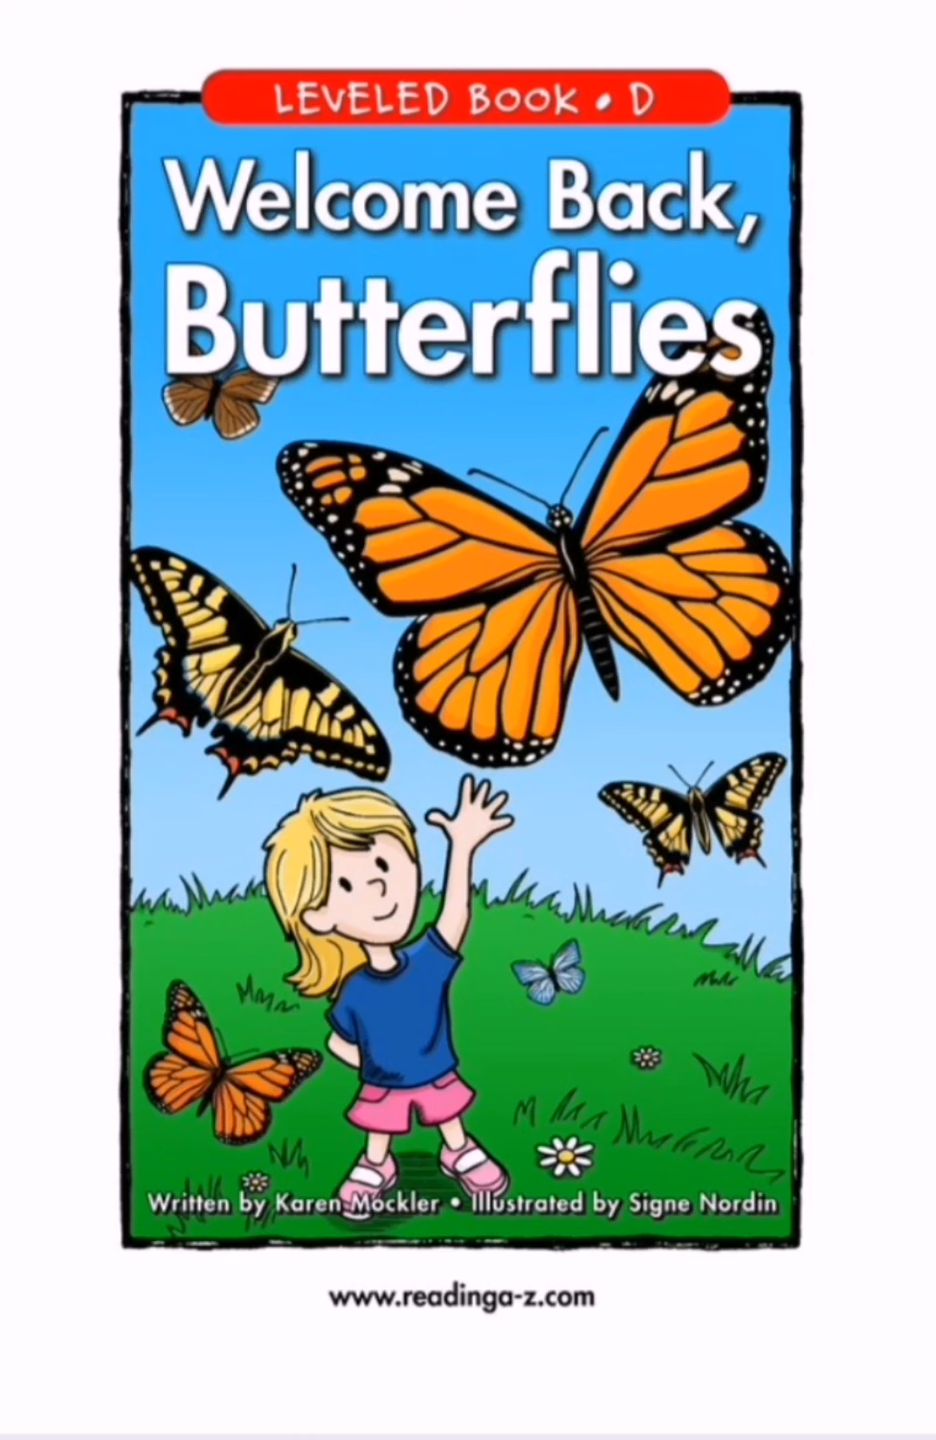 LEVELED BOOK • D
Welcome Back,
Butterflies
Written by Karen Mockler • Illustrated by Signe Nordin
www.readinga-z.com